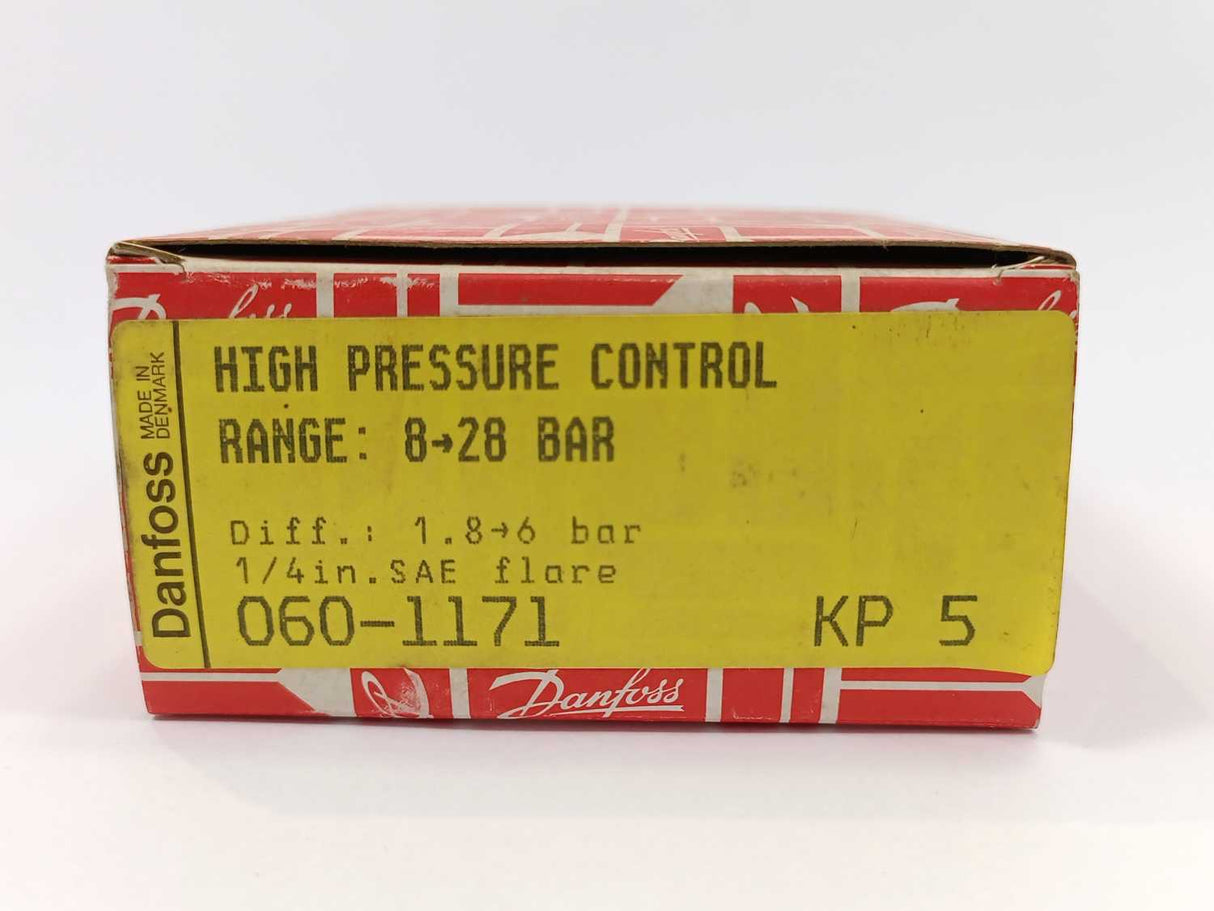 Danfoss
HIGH PRESSURE CONTROL
RANGE: 8→28 BAR
Diff.: 1.8→6 bar
1/4in.SAE flare
060-1171 KP 5
Danfoss MADE IN
DENMARK
Danfoss